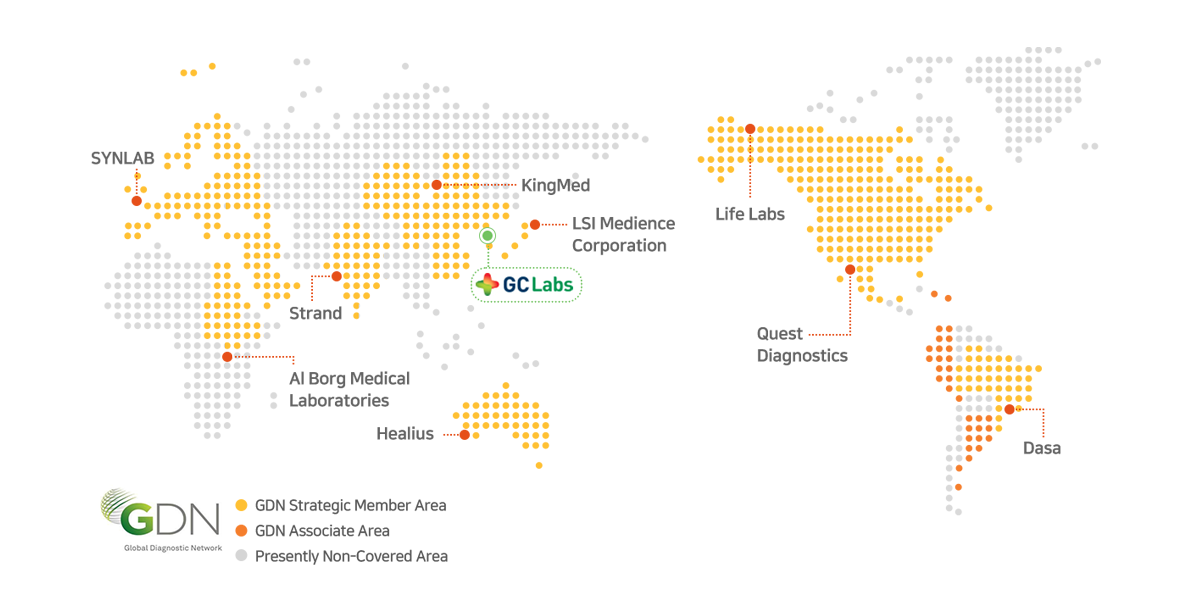 SYNLAB
KingMed
LSI Medience
Corporation
GC Labs
Strand
Al Borg Medical
Laboratories
Healius
Life Labs
Quest
Diagnostics
Dasa
GDN
Global Diagnostic Network
GDN Strategic Member Area
GDN Associate Area
Presently Non-Covered Area